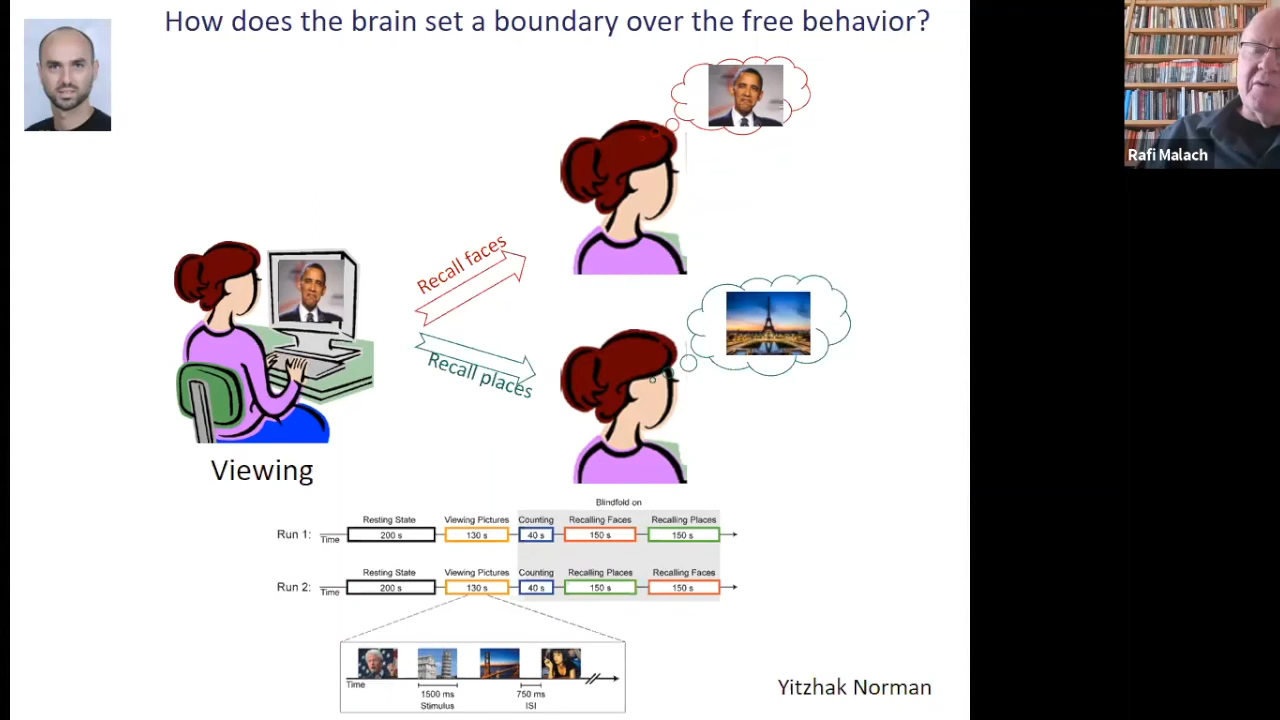 How does the brain set a boundary over the free behavior?
Rafi Malach
Recall faces
Recall places
Viewing
Blindfold on
Resting State Viewing Pictures Counting Recalling Faces Recalling Places
Run 1: Time 200 s 130 s 40 s 150 s 150 s
Resting State Viewing Pictures Counting Recalling Places Recalling Faces
Run 2: Time 200 s 130 s 40 s 150 s 150 s
Time
1500 ms 750 ms
Stimulus ISI
Yitzhak Norman